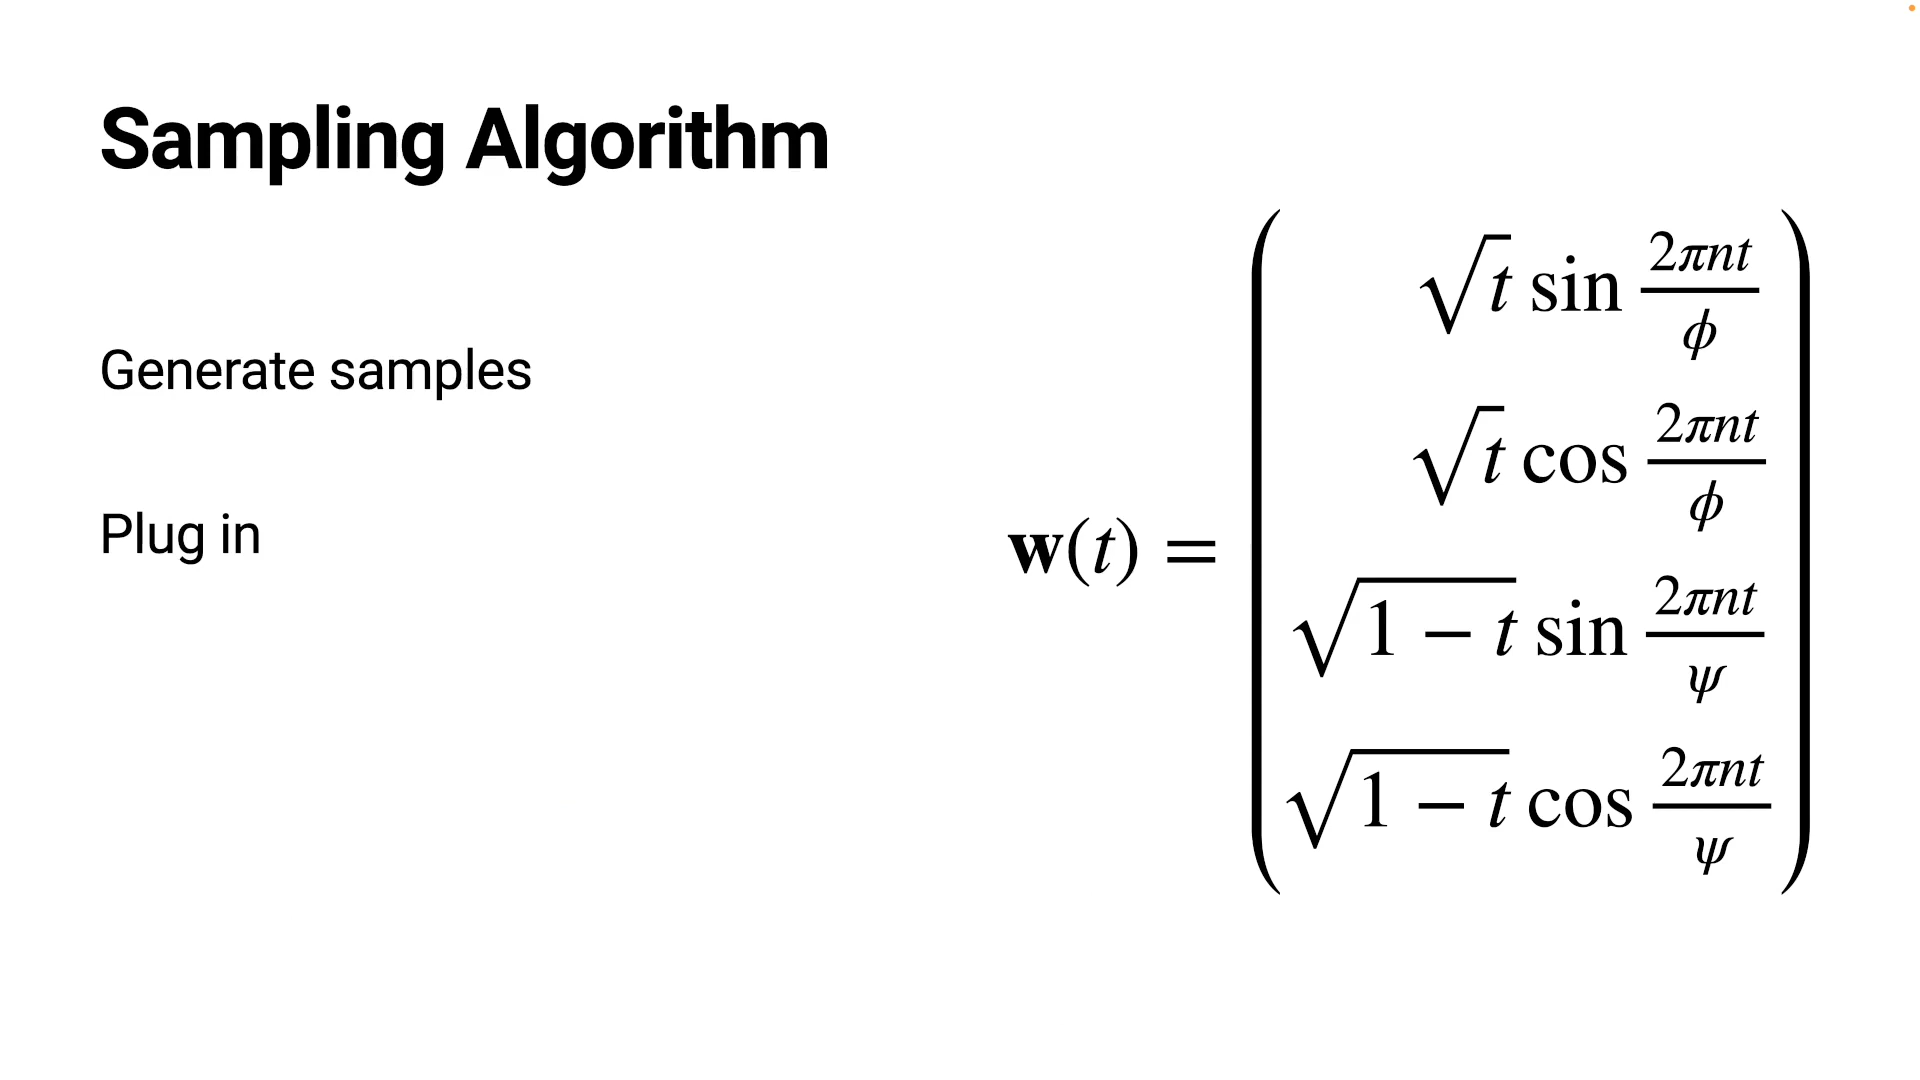 Sampling Algorithm
Generate samples
Plug in
w(t) =
√t sin 2πnt/ϕ
√t cos 2πnt/ϕ
√1 − t sin 2πnt/ψ
√1 − t cos 2πnt/ψ